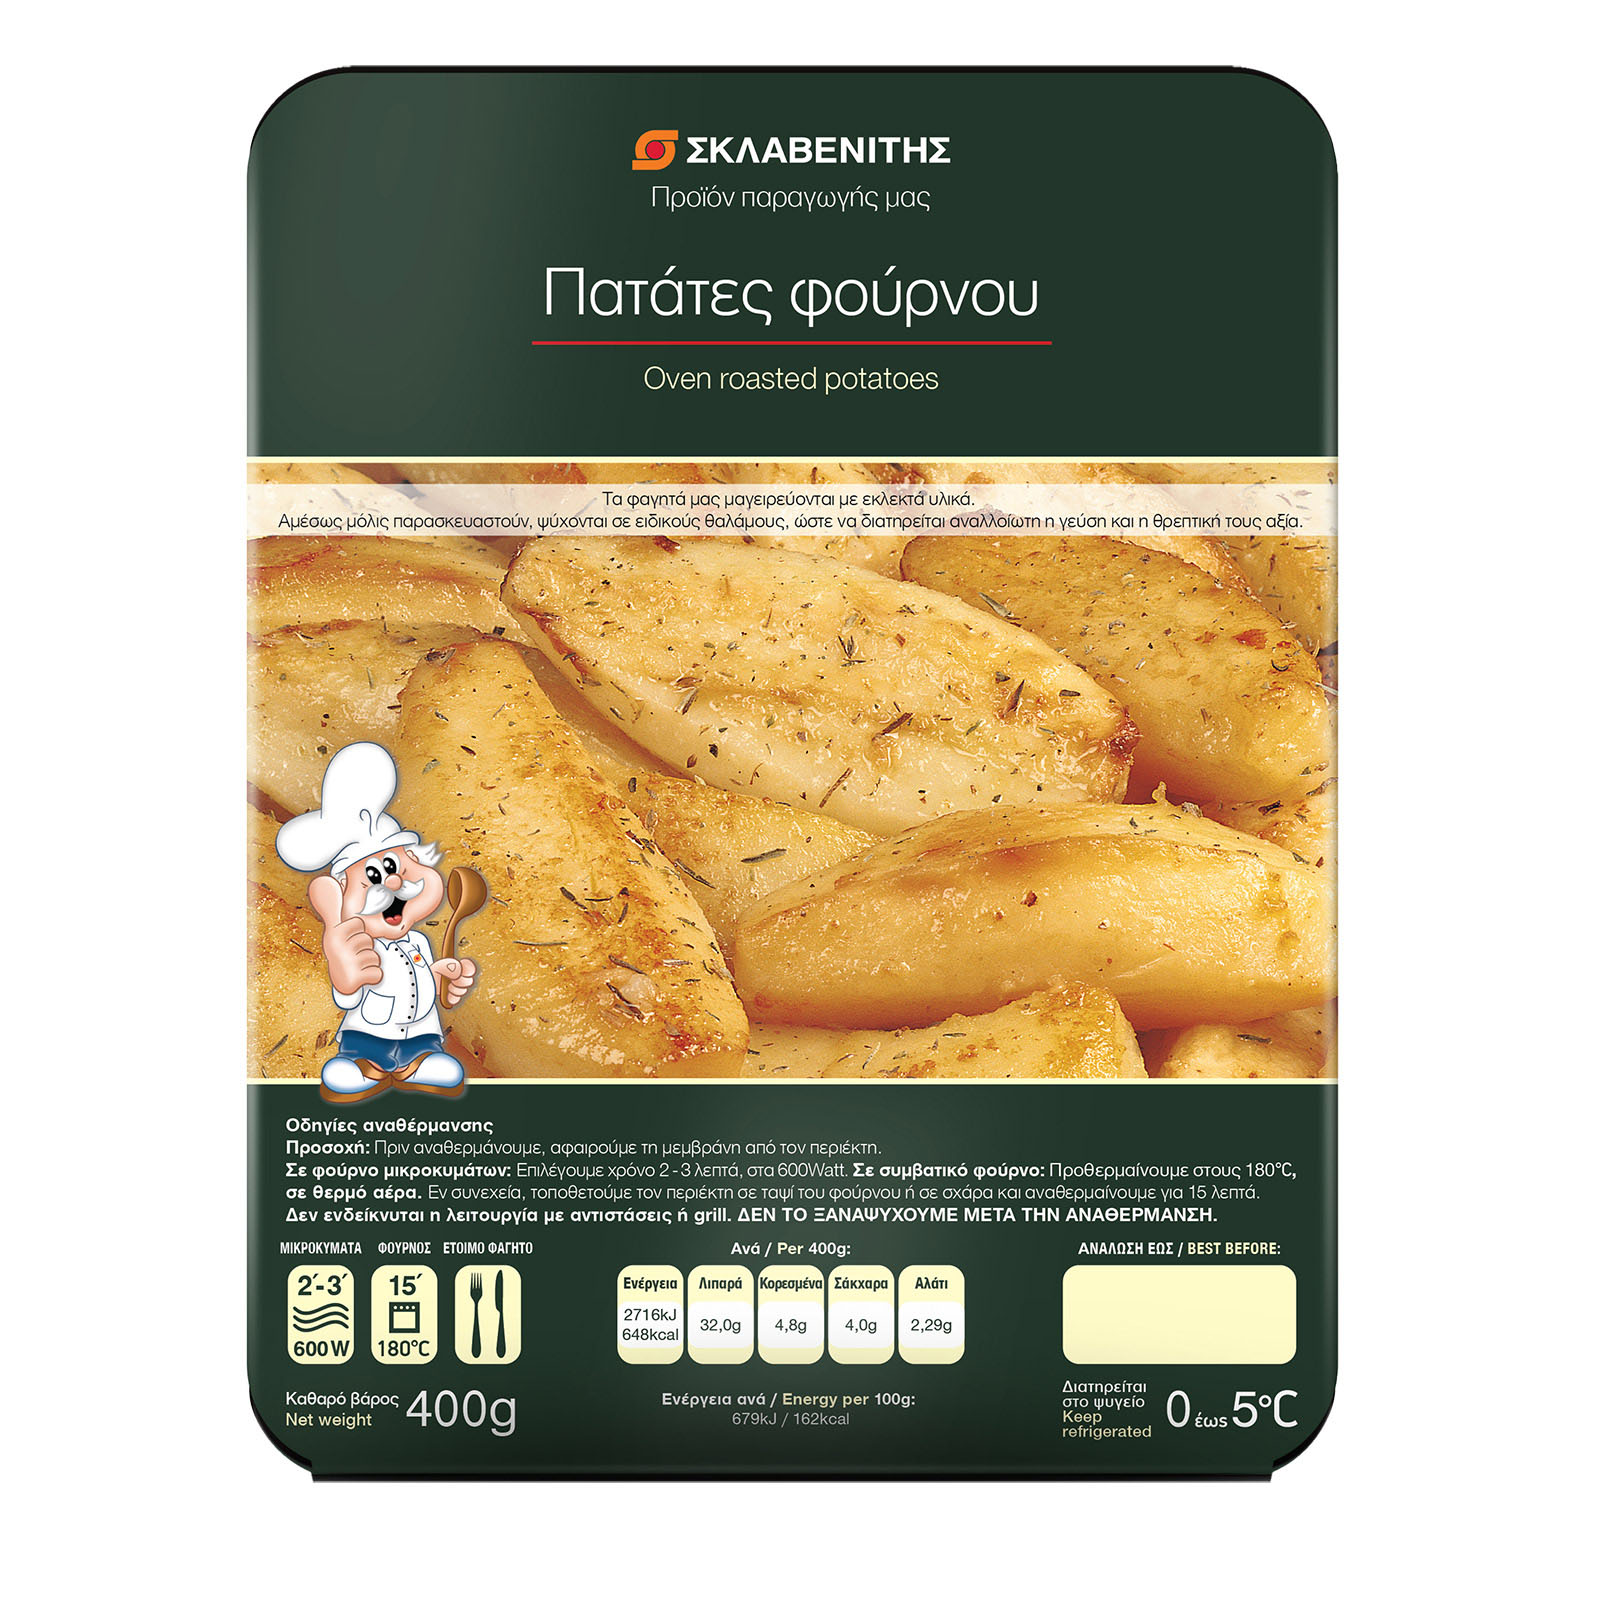 ΣΚΛΑΒΕΝΙΤΗΣ
Προϊόν παραγωγής μας
Πατάτες φούρνου
Oven roasted potatoes
Τα φαγητά μας μαγειρεύονται με εκλεκτά υλικά.
Αμέσως μόλις παρασκευαστούν, ψύχονται σε ειδικούς θαλάμους, ώστε να διατηρείται αναλλοίωτη η γεύση και η θρεπτική τους αξία.
Οδηγίες αναθέρμανσης
Προσοχή: Πριν αναθερμάνουμε, αφαιρούμε τη μεμβράνη από τον περιέκτη.
Σε φούρνο μικροκυμάτων: Επιλέγουμε χρόνο 2 - 3 λεπτά, στα 600Watt. Σε συμβατικό φούρνο: Προθερμαίνουμε στους 180°C,
σε θερμό αέρα. Εν συνεχεία, τοποθετούμε τον περιέκτη σε ταψί του φούρνου ή σε σχάρα και αναθερμαίνουμε για 15 λεπτά.
Δεν ενδείκνυται η λειτουργία με αντιστάσεις ή grill. ΔΕΝ ΤΟ ΞΑΝΑΨΥΧΟΥΜΕ ΜΕΤΑ ΤΗΝ ΑΝΑΘΕΡΜΑΝΣΗ.
ΜΙΚΡΟΚΥΜΑΤΑ ΦΟΥΡΝΟΣ ΕΤΟΙΜΟ ΦΑΓΗΤΟ
2΄-3΄ 15΄
600 W 180°C
Ανά / Per 400g:
Ενέργεια Λιπαρά Κορεσμένα Σάκχαρα Αλάτι
2716kJ
648kcal 32,0g 4,8g 4,0g 2,29g
ΑΝΑΛΩΣΗ ΕΩΣ / BEST BEFORE:
Καθαρό βάρος
Net weight 400g
Ενέργεια ανά / Energy per 100g:
679kJ / 162kcal
Διατηρείται
στο ψυγείο
Keep
refrigerated 0 έως 5°C